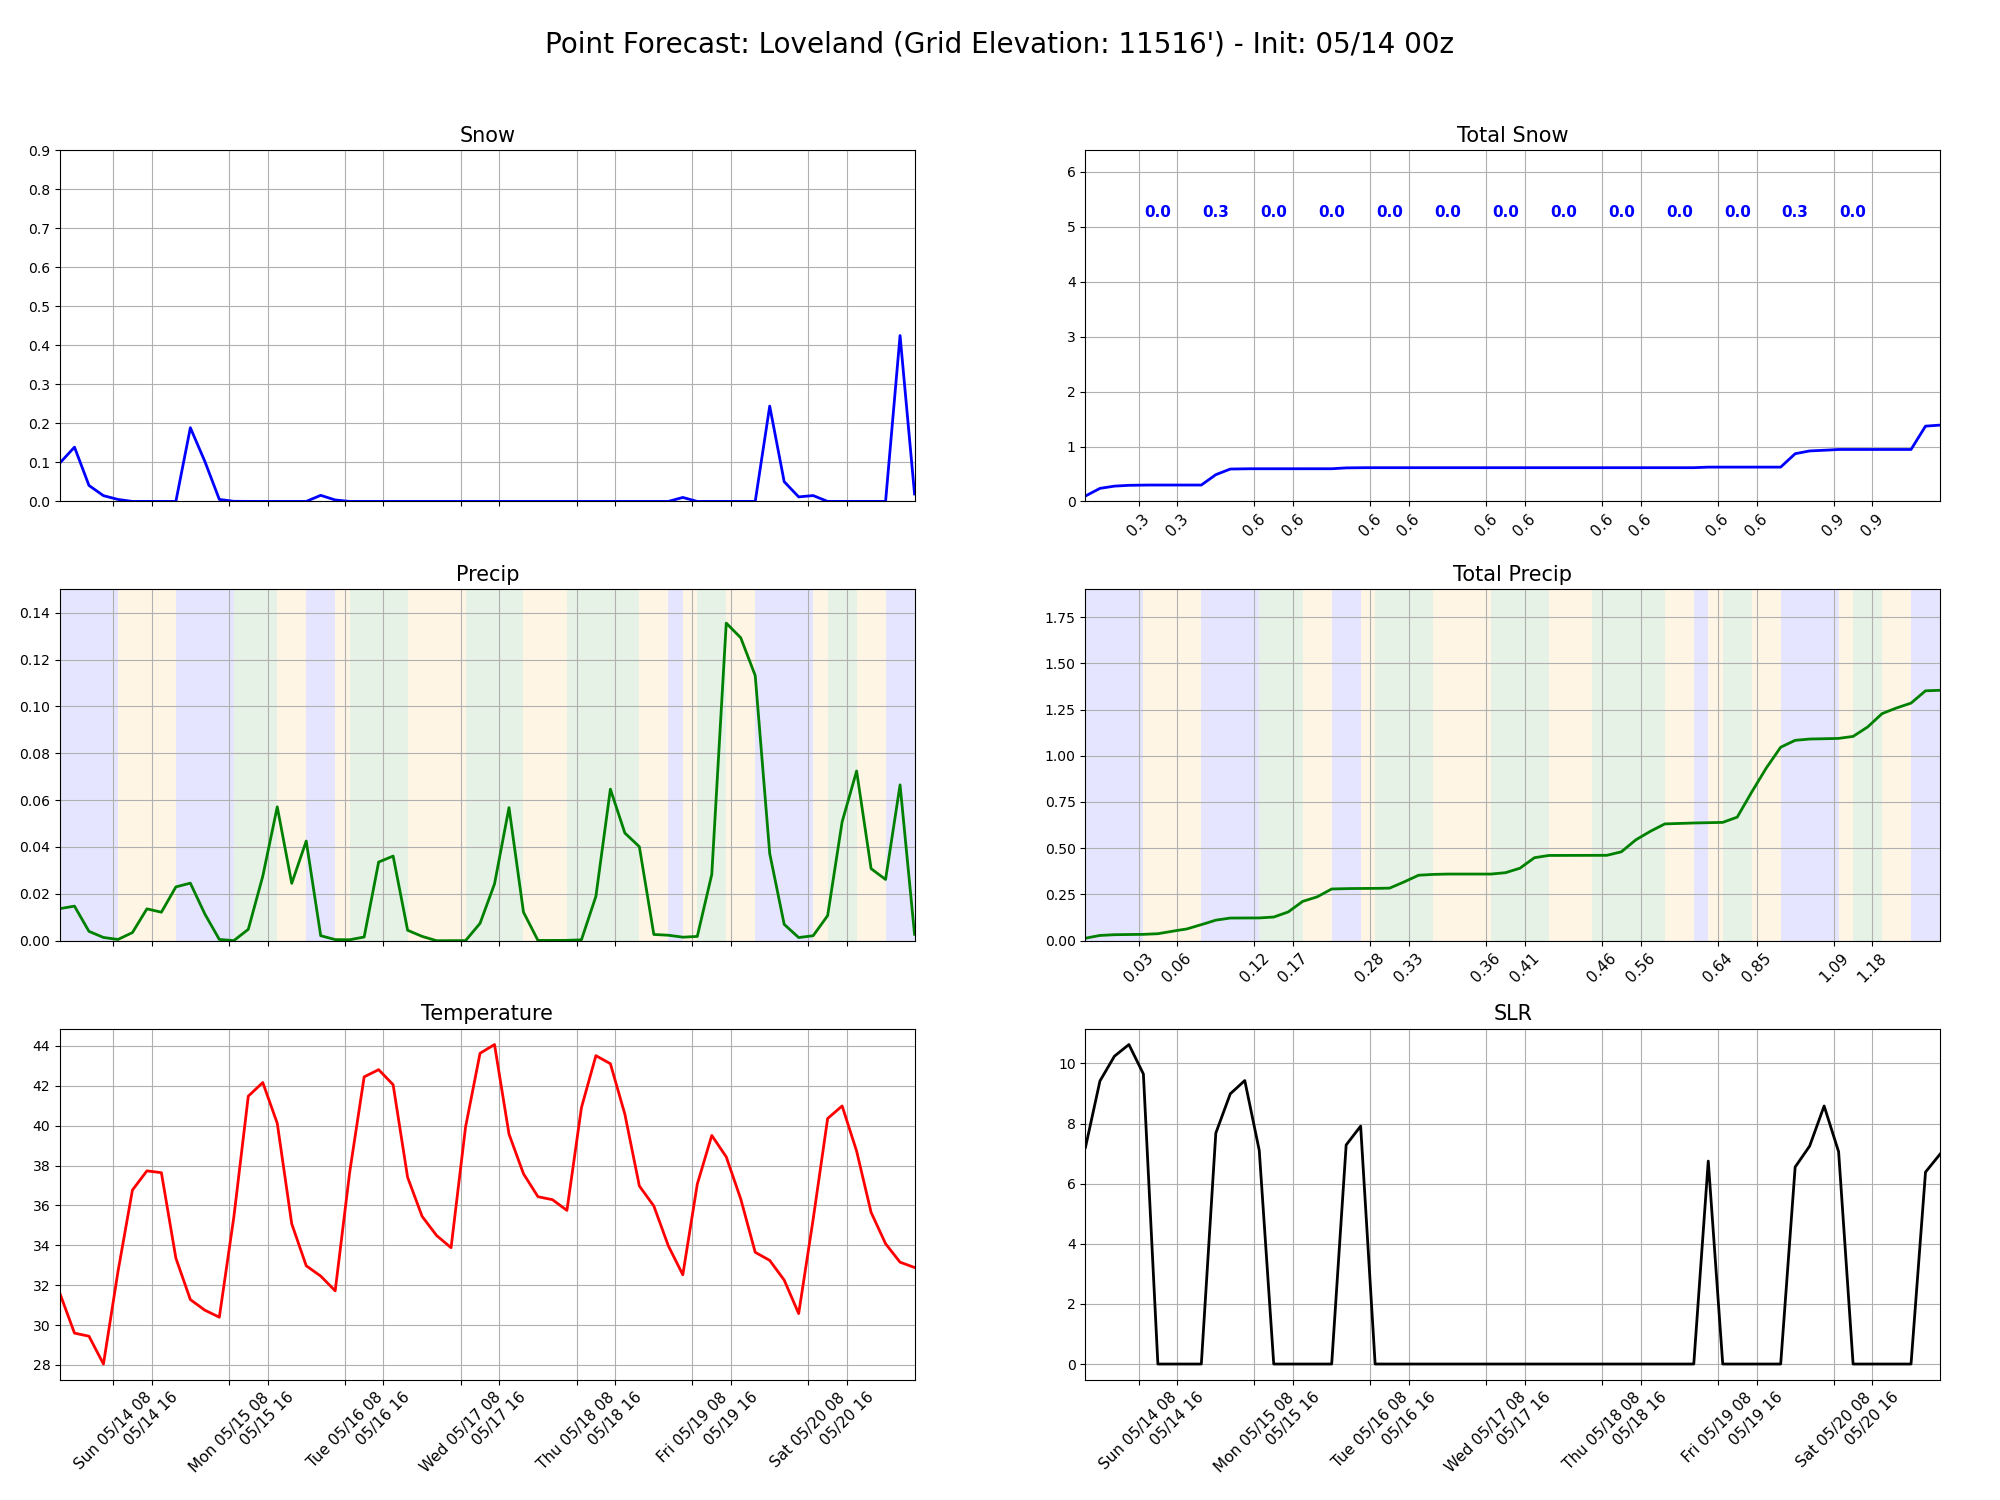 Point Forecast: Loveland (Grid Elevation: 11516') - Init: 05/14 00z
Snow
0.9
0.8
0.7
0.6
0.5
0.4
0.3
0.2
0.1
0.0
Total Snow
6
5
4
3
2
1
0
0.0 0.3 0.0 0.0 0.0 0.0 0.0 0.0 0.0 0.0 0.0 0.3 0.0
0.3 0.3 0.6 0.6 0.6 0.6 0.6 0.6 0.6 0.6 0.6 0.6 0.9 0.9
Precip
0.14
0.12
0.10
0.08
0.06
0.04
0.02
0.00
Total Precip
1.75
1.50
1.25
1.00
0.75
0.50
0.25
0.00
0.03 0.06 0.12 0.17 0.28 0.33 0.36 0.41 0.46 0.56 0.64 0.85 1.09 1.18
Temperature
44
42
40
38
36
34
32
30
28
Sun 05/14 08
05/14 16
Mon 05/15 08
05/15 16
Tue 05/16 08
05/16 16
Wed 05/17 08
05/17 16
Thu 05/18 08
05/18 16
Fri 05/19 08
05/19 16
Sat 05/20 08
05/20 16
SLR
10
8
6
4
2
0
Sun 05/14 08
05/14 16
Mon 05/15 08
05/15 16
Tue 05/16 08
05/16 16
Wed 05/17 08
05/17 16
Thu 05/18 08
05/18 16
Fri 05/19 08
05/19 16
Sat 05/20 08
05/20 16